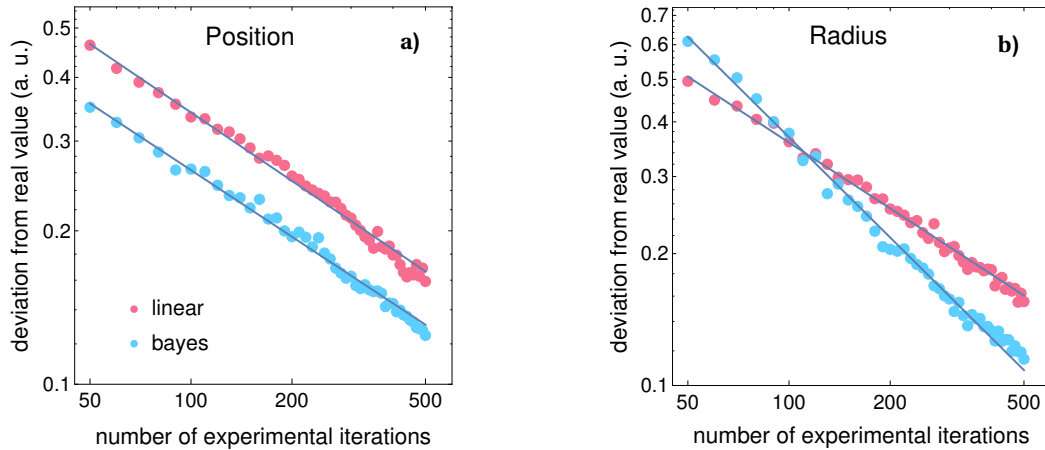 Position
a)
deviation from real value (a. u.)
0.5
0.4
0.3
0.2
0.1
linear
bayes
50
100
200
500
number of experimental iterations
Radius
b)
deviation from real value (a. u.)
0.7
0.6
0.5
0.4
0.3
0.2
0.1
50
100
200
500
number of experimental iterations